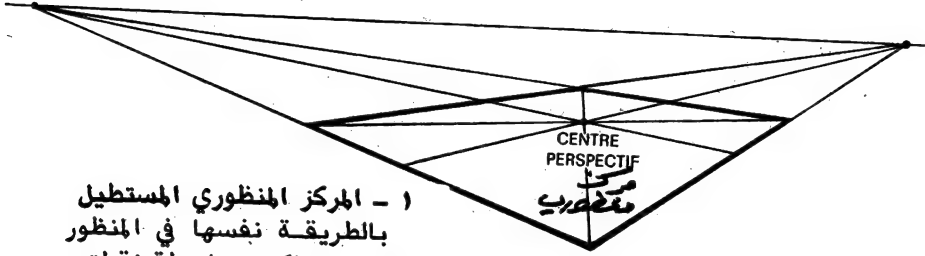 CENTRE
PERSPECTIF
مركز
منظوري
١ - المركز المنظوري المستطيل
بالطريقة نفسها في المنظور